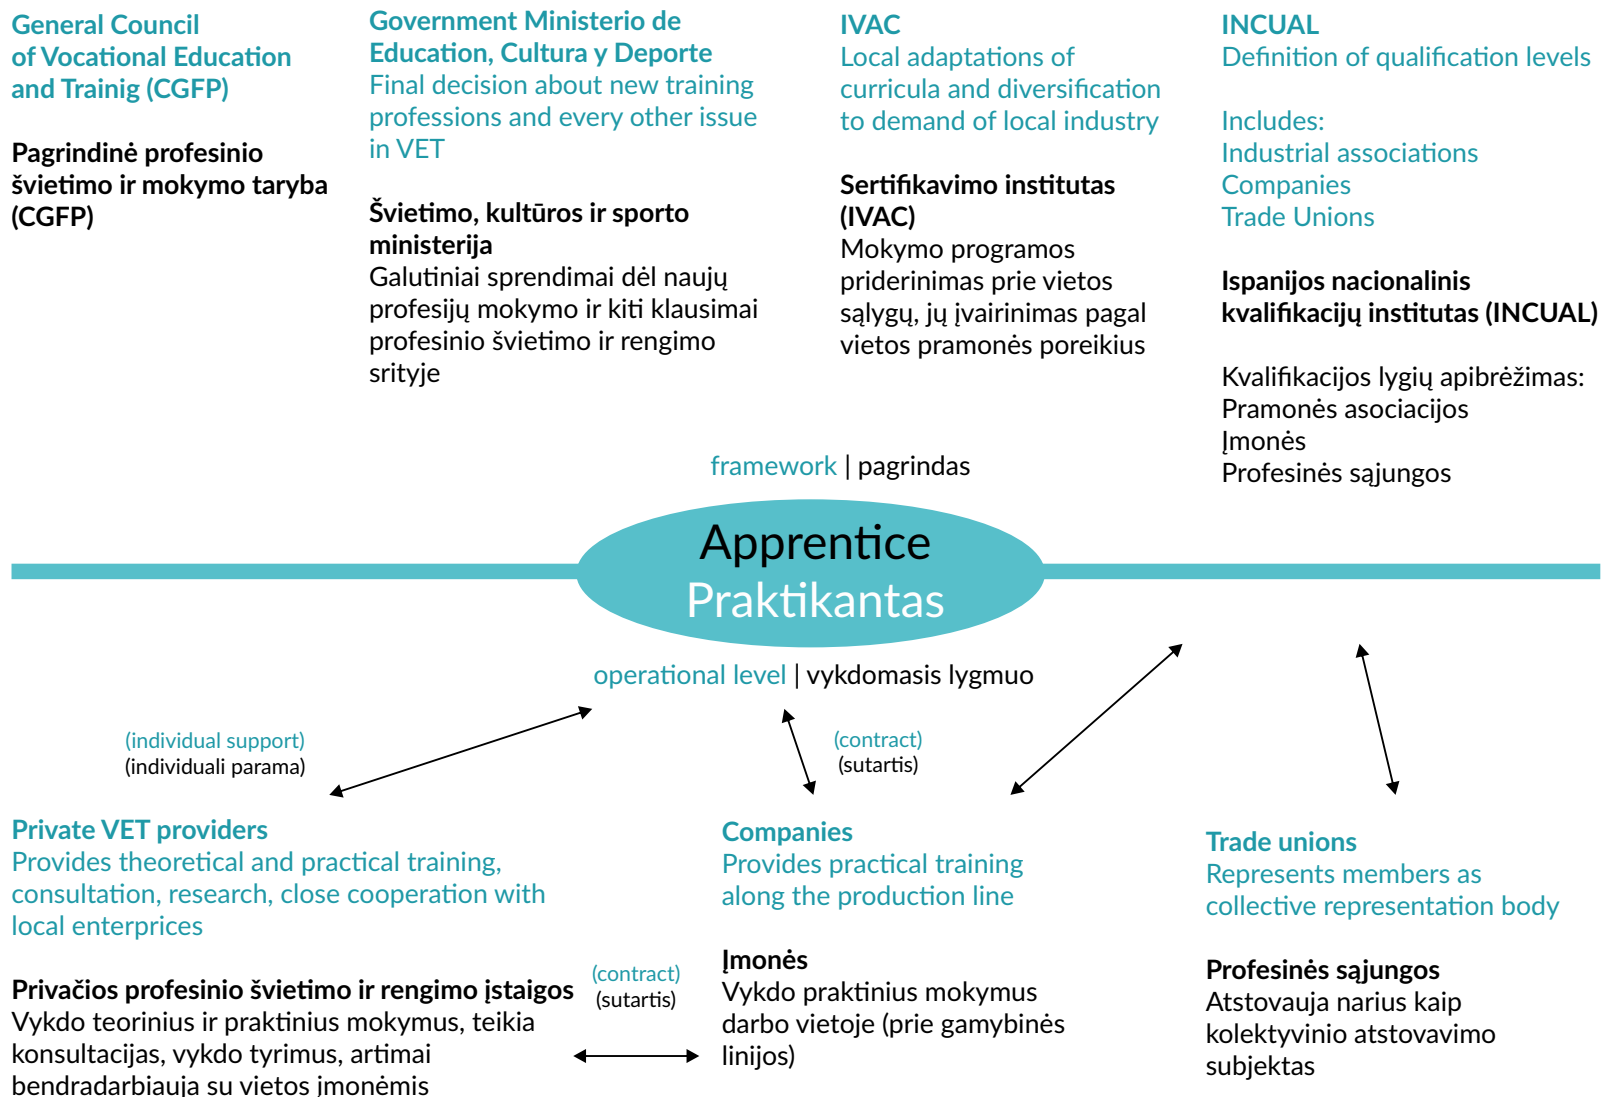 General Council
of Vocational Education
and Trainig (CGFP)
Pagrindinė profesinio
švietimo ir mokymo taryba
(CGFP)
Government Ministerio de
Education, Cultura y Deporte
Final decision about new training
professions and every other issue
in VET
Švietimo, kultūros ir sporto
ministerija
Galutiniai sprendimai dėl naujų
profesijų mokymo ir kiti klausimai
profesinio švietimo ir rengimo
srityje
IVAC
Local adaptations of
curricula and diversification
to demand of local industry
Sertifikavimo institutas
(IVAC)
Mokymo programos
priderinimas prie vietos
sąlygų, jų įvairinimas pagal
vietos pramonės poreikius
INCUAL
Definition of qualification levels
Includes:
Industrial associations
Companies
Trade Unions
Ispanijos nacionalinis
kvalifikacijų institutas (INCUAL)
Kvalifikacijos lygių apibrėžimas:
Pramonės asociacijos
Įmonės
Profesinės sąjungos
framework | pagrindas
Apprentice
Praktikantas
operational level | vykdomasis lygmuo
(individual support)
(individuali parama)
(contract)
(sutartis)
Private VET providers
Provides theoretical and practical training,
consultation, research, close cooperation with
local enterprices
Privačios profesinio švietimo ir rengimo įstaigos
Vykdo teorinius ir praktinius mokymus, teikia
konsultacijas, vykdo tyrimus, artimai
bendradarbiauja su vietos įmonėmis
(contract)
(sutartis)
Companies
Provides practical training
along the production line
Įmonės
Vykdo praktinius mokymus
darbo vietoje (prie gamybinės
linijos)
Trade unions
Represents members as
collective representation body
Profesinės sąjungos
Atstovauja narius kaip
kolektyvinio atstovavimo
subjektas